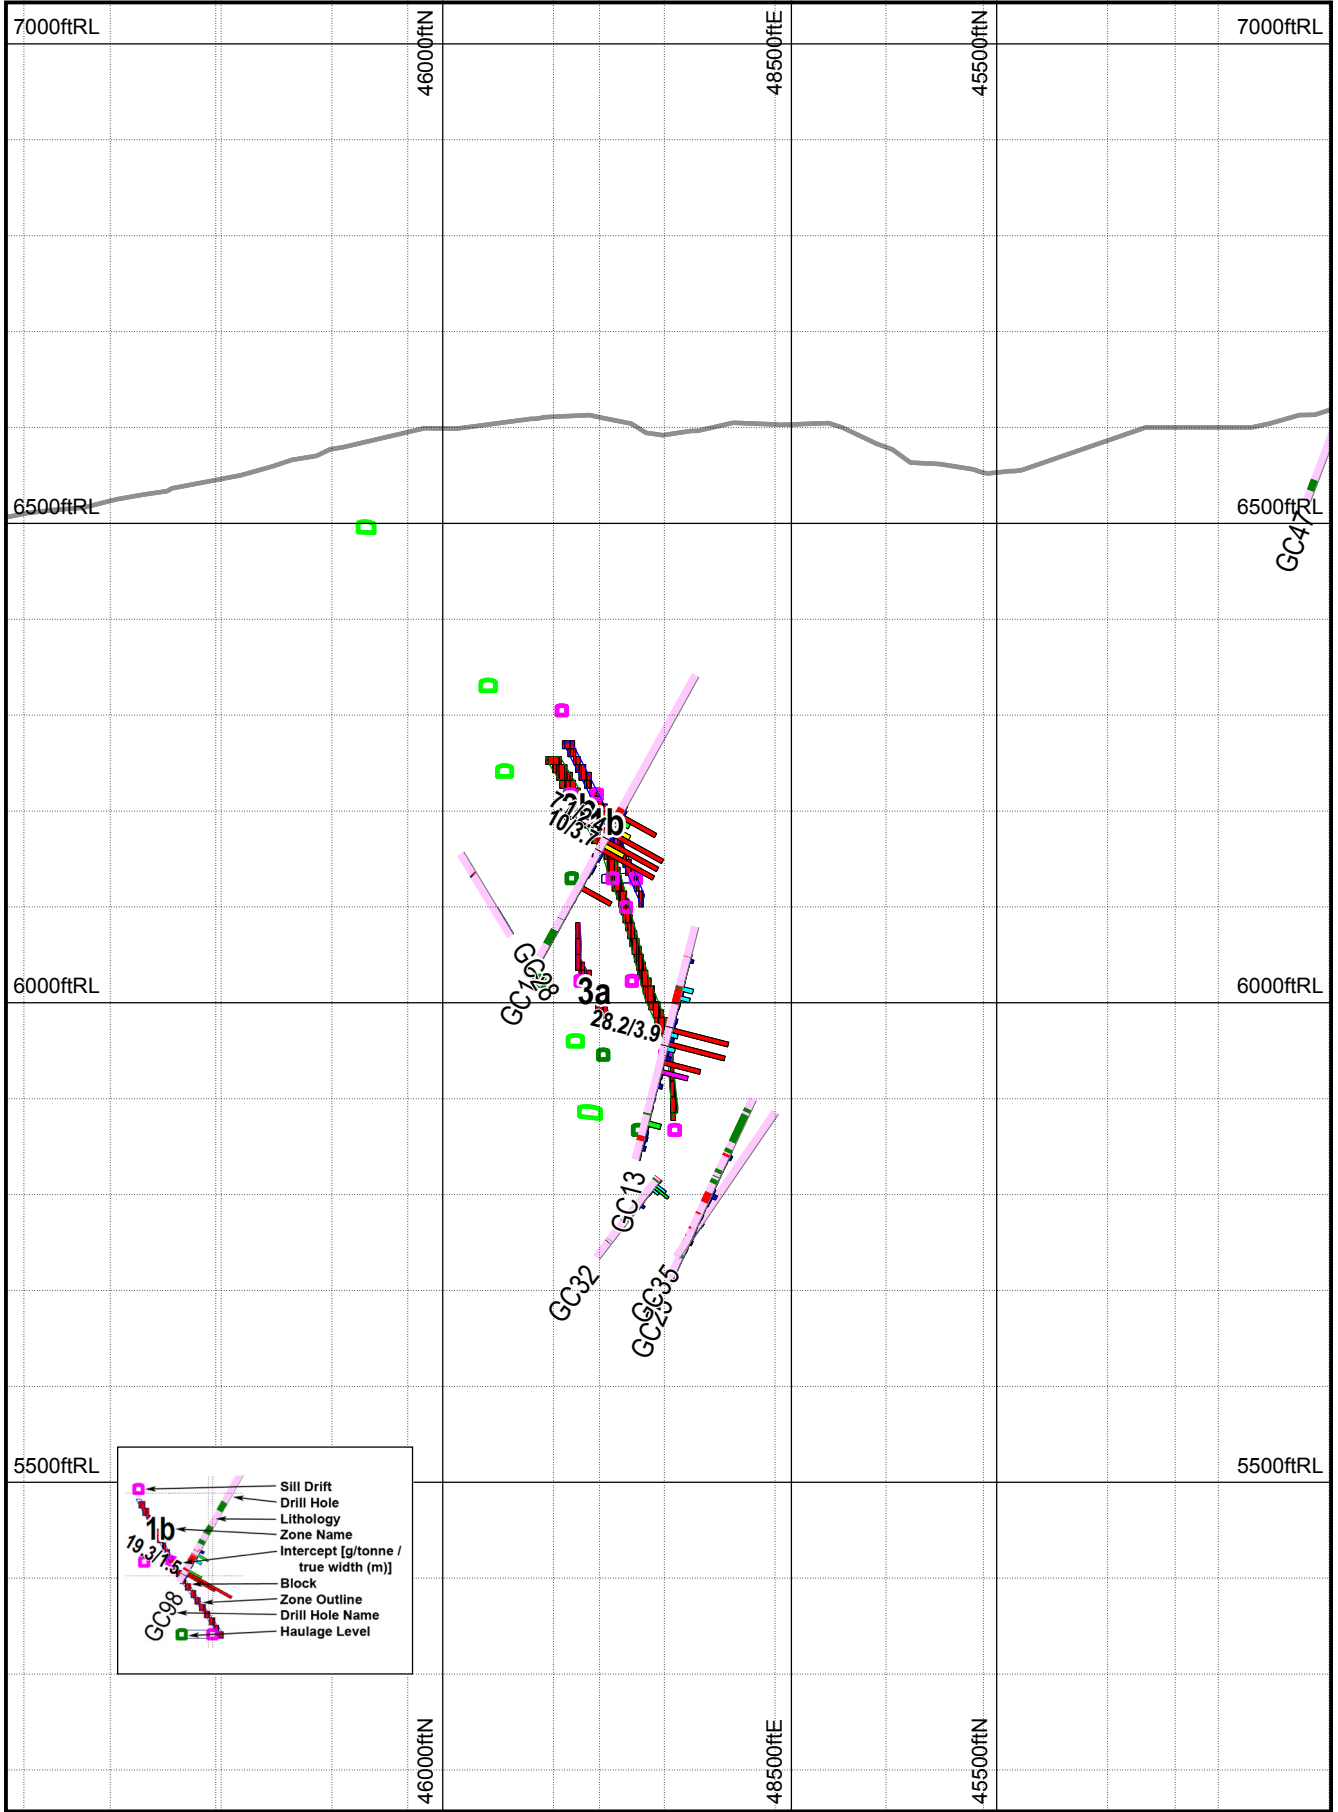 46000ftN
48500ftE
45500ftN
7000ftRL
7000ftRL
6500ftRL
6500ftRL
GC47
10/3.7
GC28
6000ftRL
6000ftRL
3a
28.2/3.9
GC13
GC32
GC35
5500ftRL
5500ftRL
Sill Drift
Drill Hole
Lithology
1b
Zone Name
19.3/1.5
Intercept [g/tonne /
true width (m)]
Block
Zone Outline
GC98
Drill Hole Name
Haulage Level
46000ftN
48500ftE
45500ftN